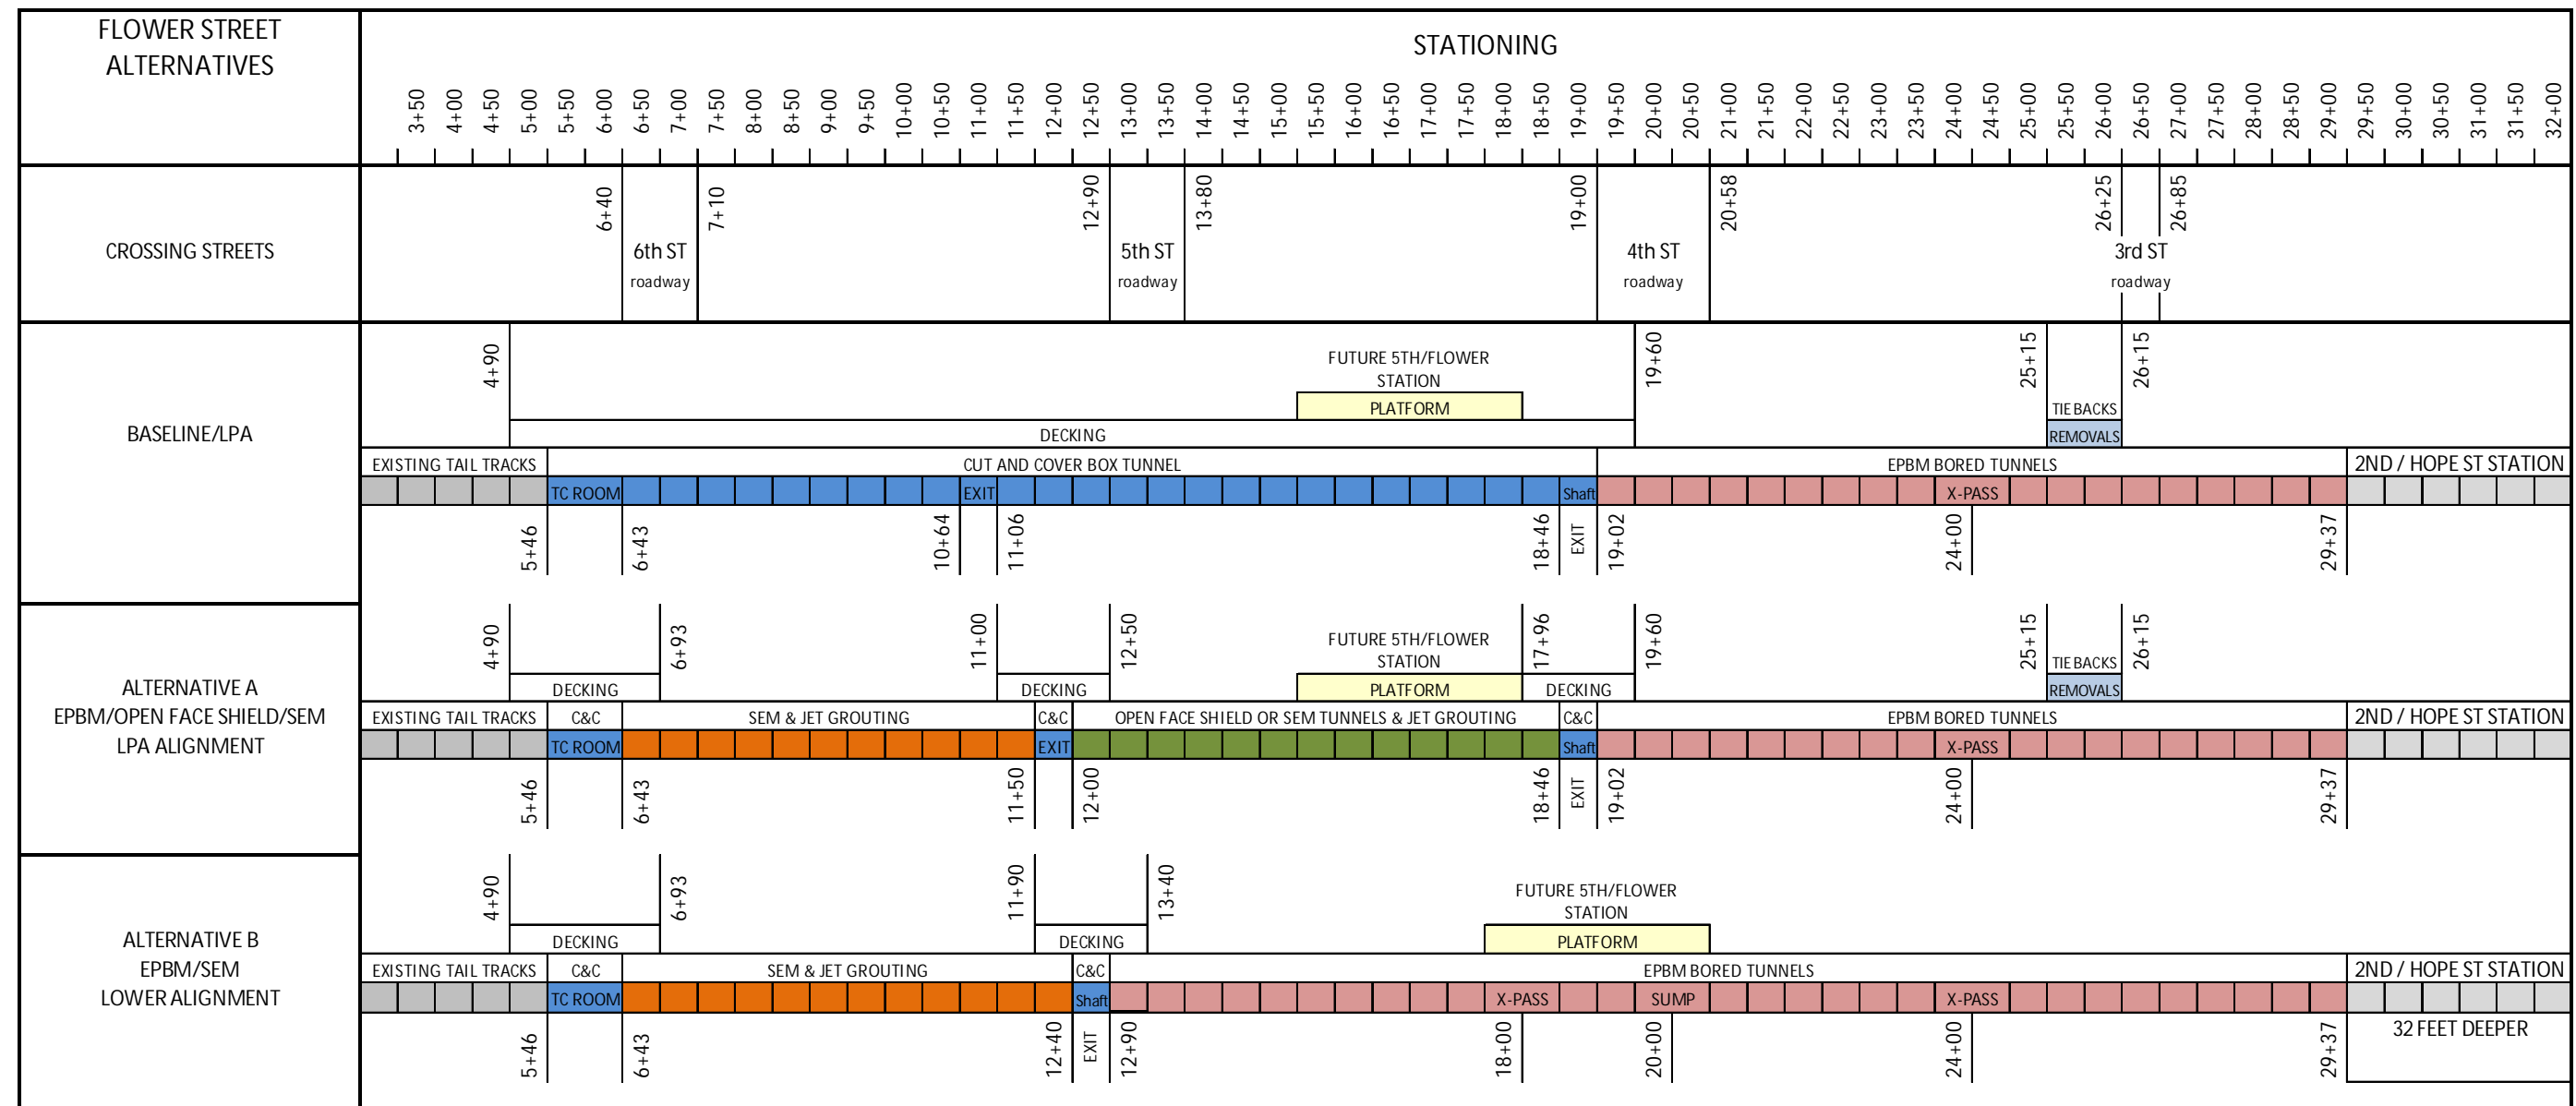 FLOWER STREET
ALTERNATIVES
STATIONING
3+50 4+00 4+50 5+00 5+50 6+00 6+50 7+00 7+50 8+00 8+50 9+00 9+50 10+00 10+50 11+00 11+50 12+00 12+50 13+00 13+50 14+00 14+50 15+00 15+50 16+00 16+50 17+00 17+50 18+00 18+50 19+00 19+50 20+00 20+50 21+00 21+50 22+00 22+50 23+00 23+50 24+00 24+50 25+00 25+50 26+00 26+50 27+00 27+50 28+00 28+50 29+00 29+50 30+00 30+50 31+00 31+50 32+00
CROSSING STREETS
6+40 7+10 12+90 13+80 19+00 20+58 26+25 26+85
6th ST 5th ST 4th ST 3rd ST
roadway roadway roadway roadway
BASELINE/LPA
4+90 19+60 25+15 26+15
FUTURE 5TH/FLOWER
STATION
PLATFORM TIE BACKS
DECKING REMOVALS
EXISTING TAIL TRACKS CUT AND COVER BOX TUNNEL EPBM BORED TUNNELS 2ND / HOPE ST STATION
TC ROOM EXIT Shaft X-PASS
5+46 6+43 10+64 11+06 18+46 EXIT 19+02 24+00 29+37
ALTERNATIVE A
EPBM/OPEN FACE SHIELD/SEM
LPA ALIGNMENT
4+90 6+93 11+00 12+50 17+96 19+60 25+15 26+15
FUTURE 5TH/FLOWER
STATION TIE BACKS
DECKING DECKING PLATFORM DECKING REMOVALS
EXISTING TAIL TRACKS C&C SEM & JET GROUTING C&C OPEN FACE SHIELD OR SEM TUNNELS & JET GROUTING C&C EPBM BORED TUNNELS 2ND / HOPE ST STATION
TC ROOM EXIT Shaft X-PASS
5+46 6+43 11+50 12+00 18+46 EXIT 19+02 24+00 29+37
ALTERNATIVE B
EPBM/SEM
LOWER ALIGNMENT
4+90 6+93 11+90 13+40
FUTURE 5TH/FLOWER
STATION
DECKING DECKING PLATFORM
EXISTING TAIL TRACKS C&C SEM & JET GROUTING C&C EPBM BORED TUNNELS 2ND / HOPE ST STATION
TC ROOM Shaft X-PASS SUMP X-PASS
5+46 6+43 12+40 EXIT 12+90 18+00 20+00 24+00 29+37 32 FEET DEEPER